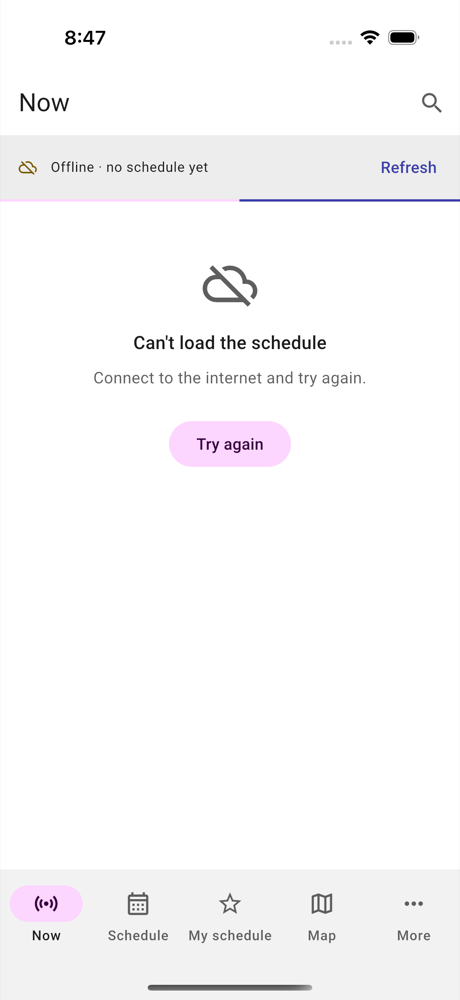 8:47
Now
Offline · no schedule yet
Refresh
Can't load the schedule
Connect to the internet and try again.
Try again
Now
Schedule
My schedule
Map
More